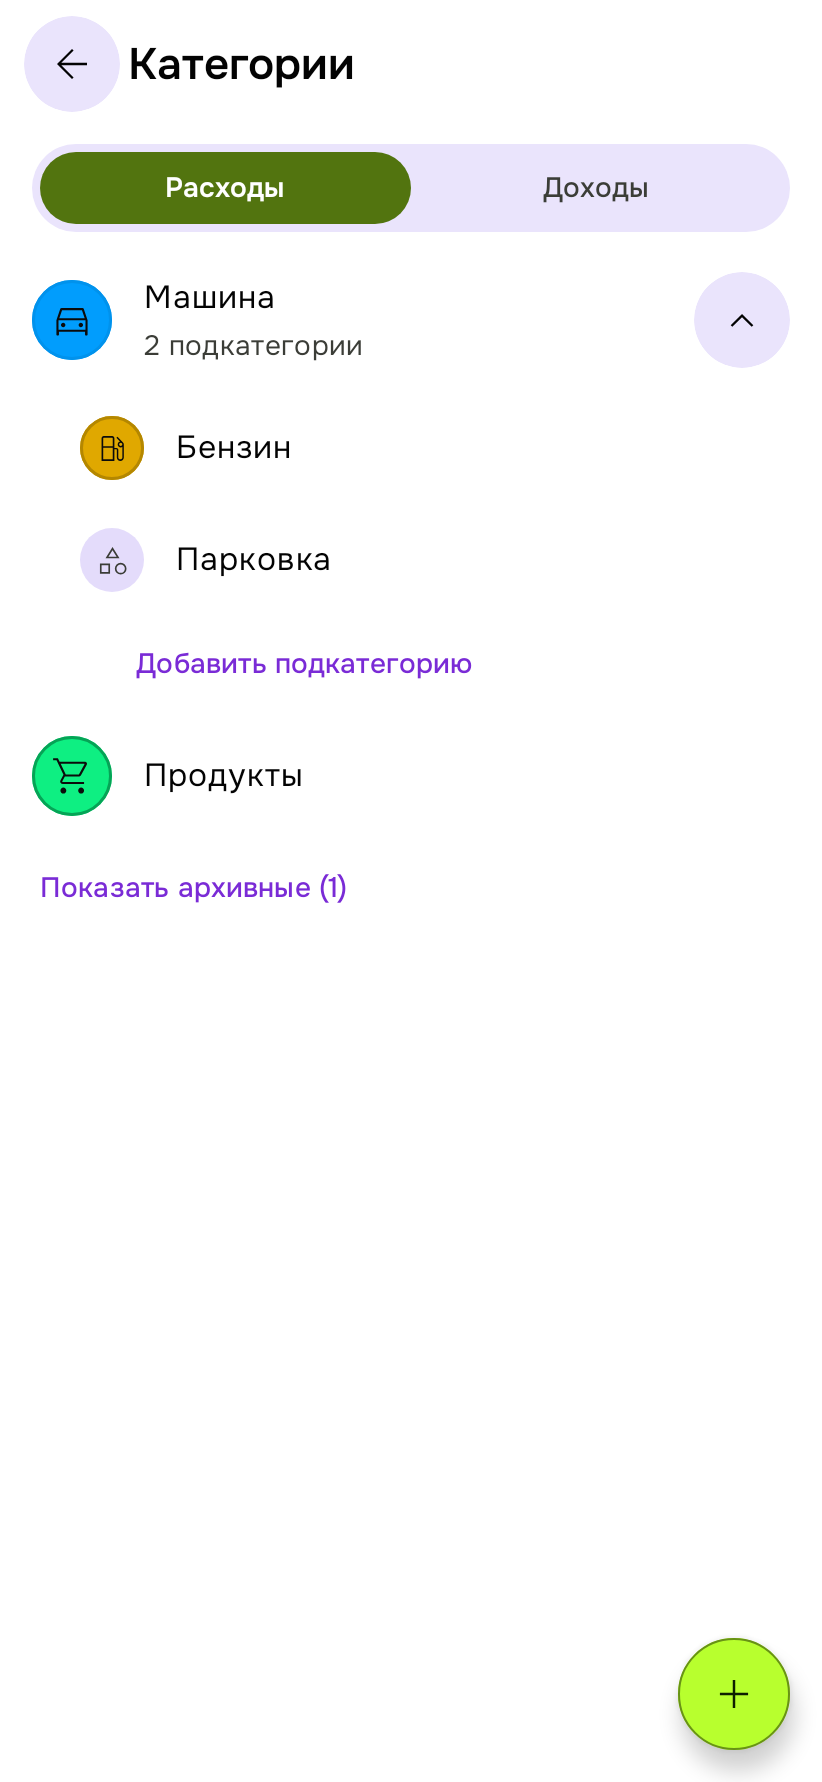 Категории
Расходы
Доходы
Машина
2 подкатегории
Бензин
Парковка
Добавить подкатегорию
Продукты
Показать архивные (1)